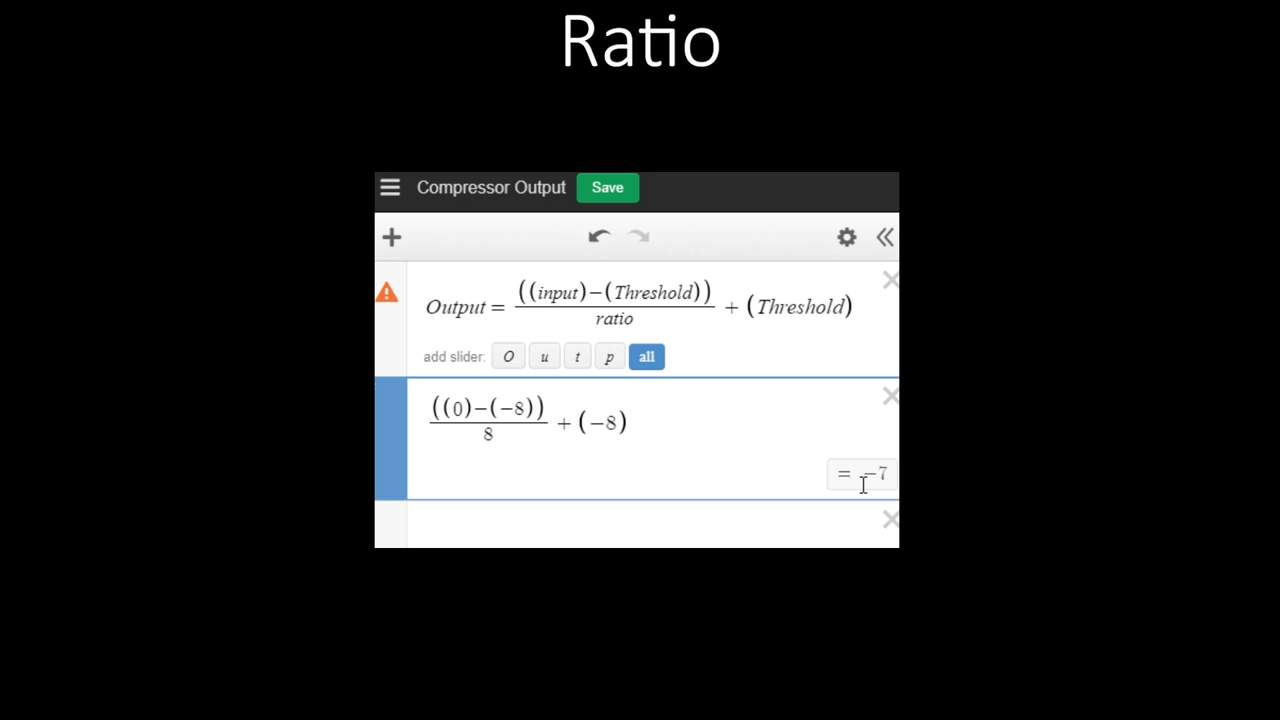 Ratio
Compressor Output Save
Output = ((input)−(Threshold))/ratio + (Threshold)
add slider: O u t p all
((0)−(−8))/8 + (−8)
= −7